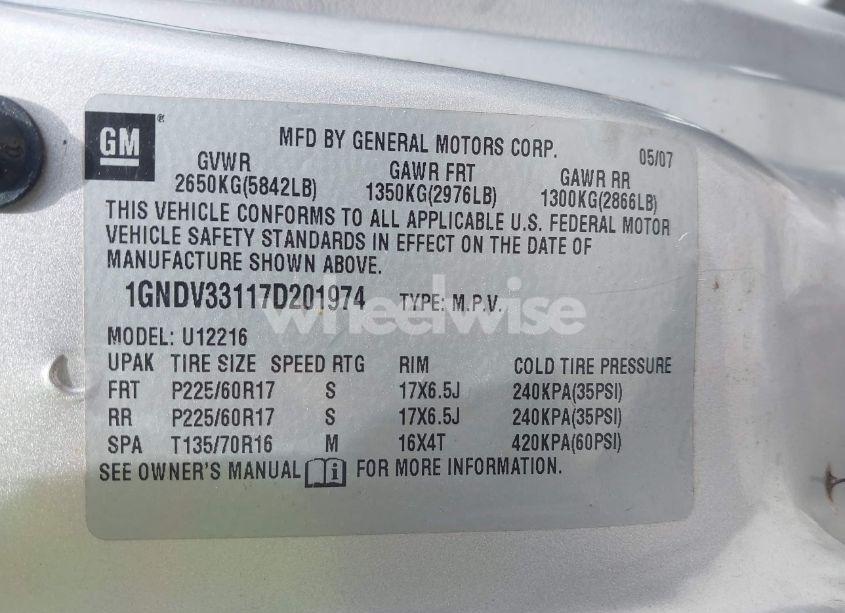 GM ®
MFD BY GENERAL MOTORS CORP. 05/07
GVWR GAWR FRT GAWR RR
2650KG(5842LB) 1350KG(2976LB) 1300KG(2866LB)
THIS VEHICLE CONFORMS TO ALL APPLICABLE U.S. FEDERAL MOTOR
VEHICLE SAFETY STANDARDS IN EFFECT ON THE DATE OF
MANUFACTURE SHOWN ABOVE.
1GNDV33117D201974 TYPE: M.P.V.
wheelwise
MODEL: U12216
UPAK TIRE SIZE SPEED RTG RIM COLD TIRE PRESSURE
FRT P225/60R17 S 17X6.5J 240KPA(35PSI)
RR P225/60R17 S 17X6.5J 240KPA(35PSI)
SPA T135/70R16 M 16X4T 420KPA(60PSI)
SEE OWNER'S MANUAL i FOR MORE INFORMATION.